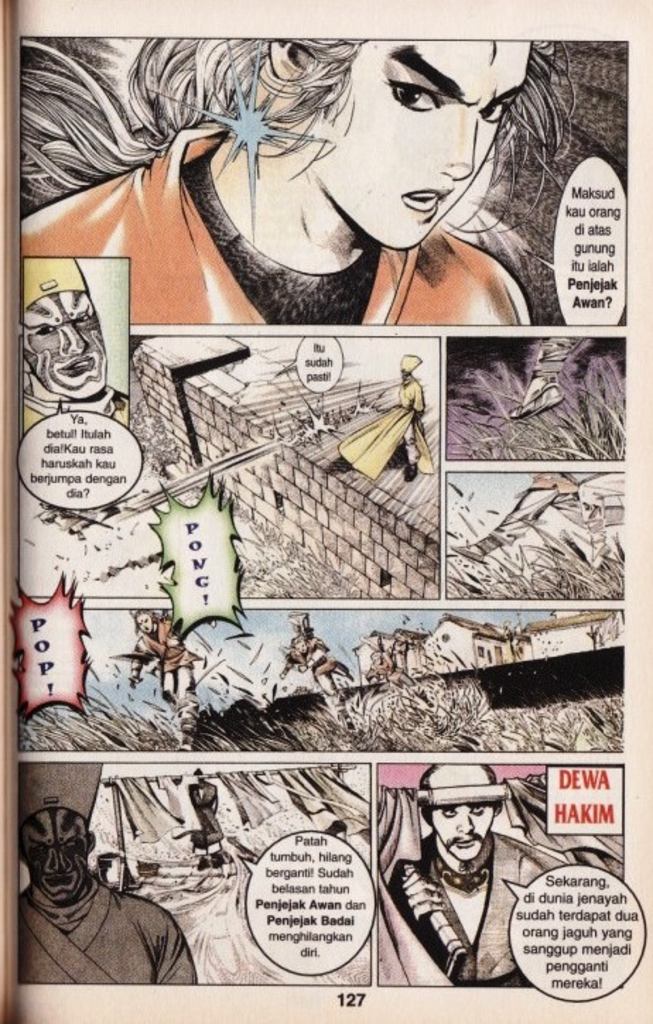 Maksud
kau orang
di atas
gunung
itu ialah
Penjejak
Awan?
Ya,
betul! Itulah
dia!Kau rasa
haruskah kau
berjumpa dengan
dia?
Itu
sudah
pasti!
PONG!
POP!
Patah
tumbuh, hilang
berganti! Sudah
belasan tahun
Penjejak Awan dan
Penjejak Badai
menghilangkan
diri.
DEWA
HAKIM
Sekarang,
di dunia jenayah
sudah terdapat dua
orang jaguh yang
sanggup menjadi
pengganti
mereka!
127